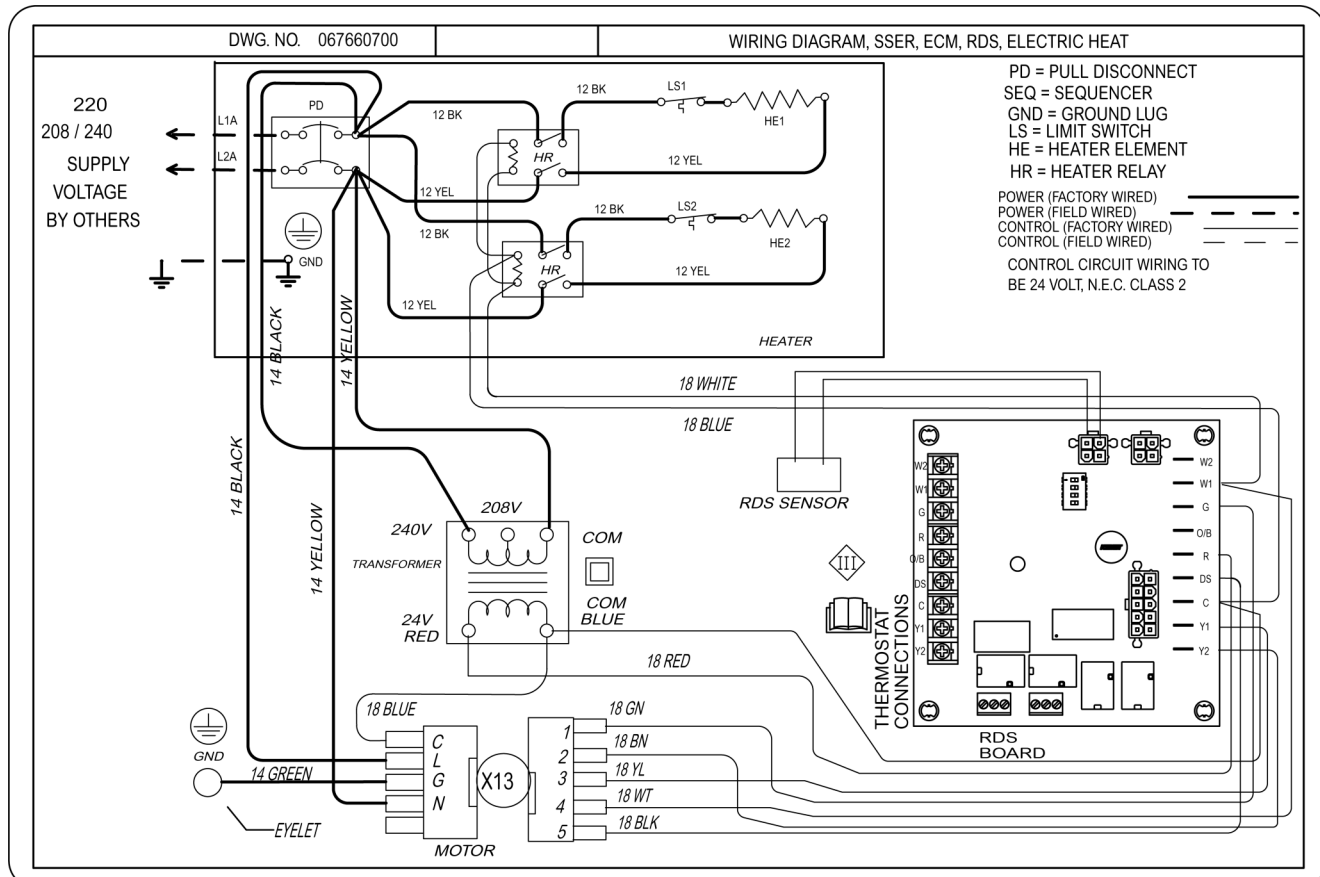 DWG. NO. 067660700
WIRING DIAGRAM, SSER, ECM, RDS, ELECTRIC HEAT
220
208 / 240
SUPPLY
VOLTAGE
BY OTHERS
L1A
L2A
PD
GND
12 BK
12 YEL
12 BK
12 YEL
HR
HR
12 BK
LS1
HE1
12 YEL
12 BK
LS2
HE2
12 YEL
HEATER
PD = PULL DISCONNECT
SEQ = SEQUENCER
GND = GROUND LUG
LS = LIMIT SWITCH
HE = HEATER ELEMENT
HR = HEATER RELAY
POWER (FACTORY WIRED)
POWER (FIELD WIRED)
CONTROL (FACTORY WIRED)
CONTROL (FIELD WIRED)
CONTROL CIRCUIT WIRING TO
BE 24 VOLT, N.E.C. CLASS 2
14 BLACK
14 YELLOW
14 BLACK
14 YELLOW
18 WHITE
18 BLUE
RDS SENSOR
240V
208V
COM
TRANSFORMER
24V
RED
COM
BLUE
18 RED
III
THERMOSTAT
CONNECTIONS
W2
W1
G
R
O/B
DS
C
Y1
Y2
W2
W1
G
O/B
R
DS
C
Y1
Y2
RDS
BOARD
18 BLUE
GND
14 GREEN
EYELET
C
L
G
N
X13
MOTOR
1
2
3
4
5
18 GN
18 BN
18 YL
18 WT
18 BLK